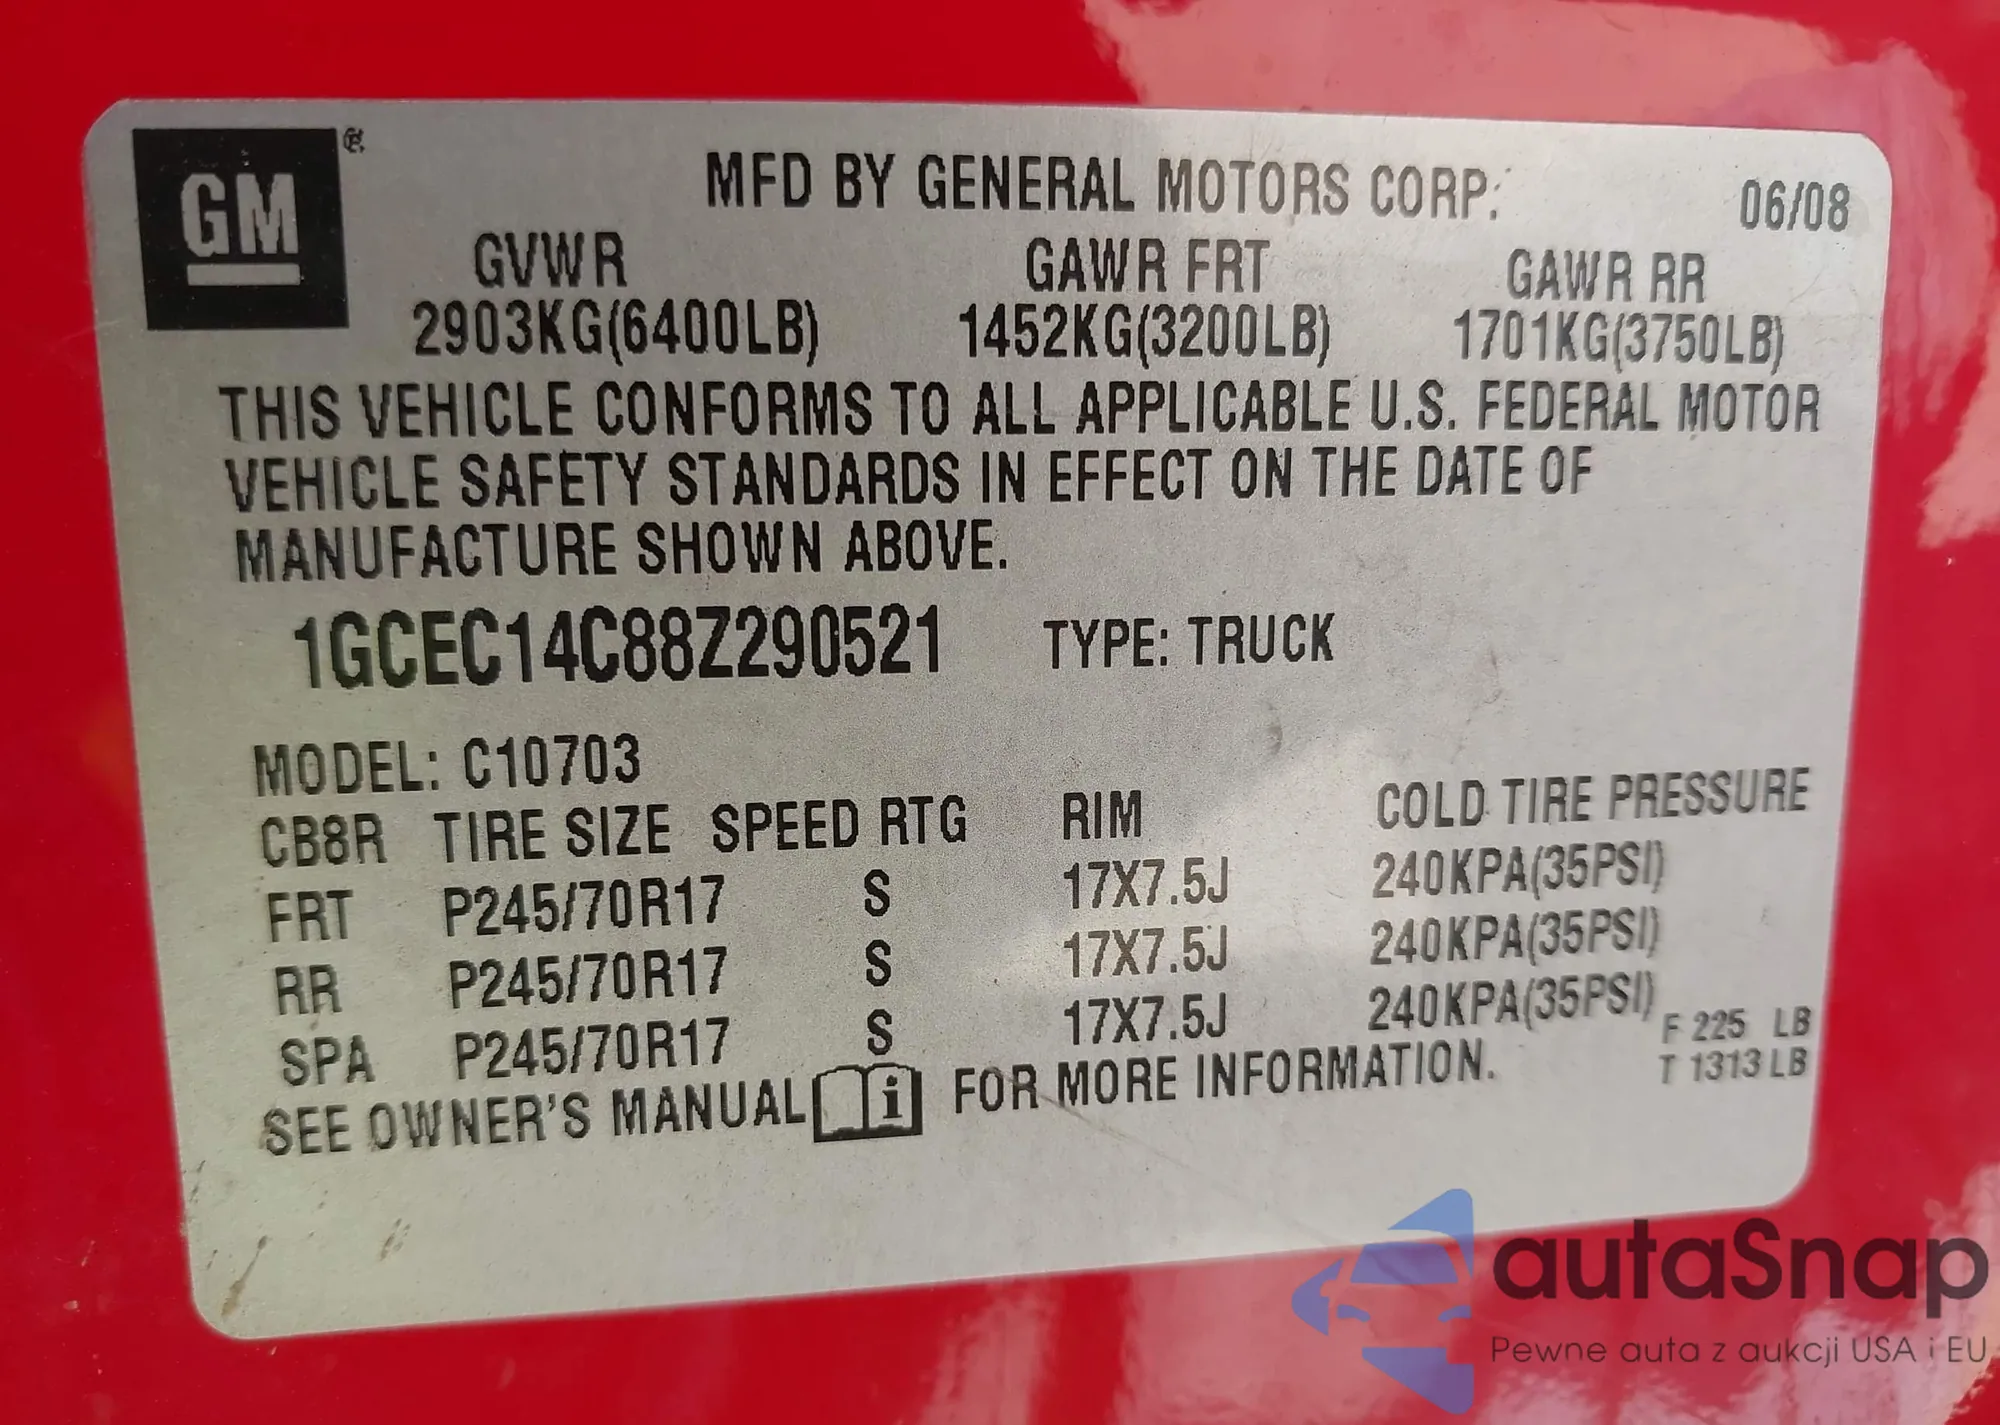 GM ®
MFD BY GENERAL MOTORS CORP. 06/08
GVWR GAWR FRT GAWR RR
2903KG(6400LB) 1452KG(3200LB) 1701KG(3750LB)
THIS VEHICLE CONFORMS TO ALL APPLICABLE U.S. FEDERAL MOTOR
VEHICLE SAFETY STANDARDS IN EFFECT ON THE DATE OF
MANUFACTURE SHOWN ABOVE.
1GCEC14C88Z290521 TYPE: TRUCK
MODEL: C10703
CB8R TIRE SIZE SPEED RTG RIM COLD TIRE PRESSURE
FRT P245/70R17 S 17X7.5J 240KPA(35PSI)
RR P245/70R17 S 17X7.5J 240KPA(35PSI)
SPA P245/70R17 S 17X7.5J 240KPA(35PSI)
F 225 LB
T 1313 LB
SEE OWNER'S MANUAL i FOR MORE INFORMATION.
autaSnap
Pewne auta z aukcji USA i EU